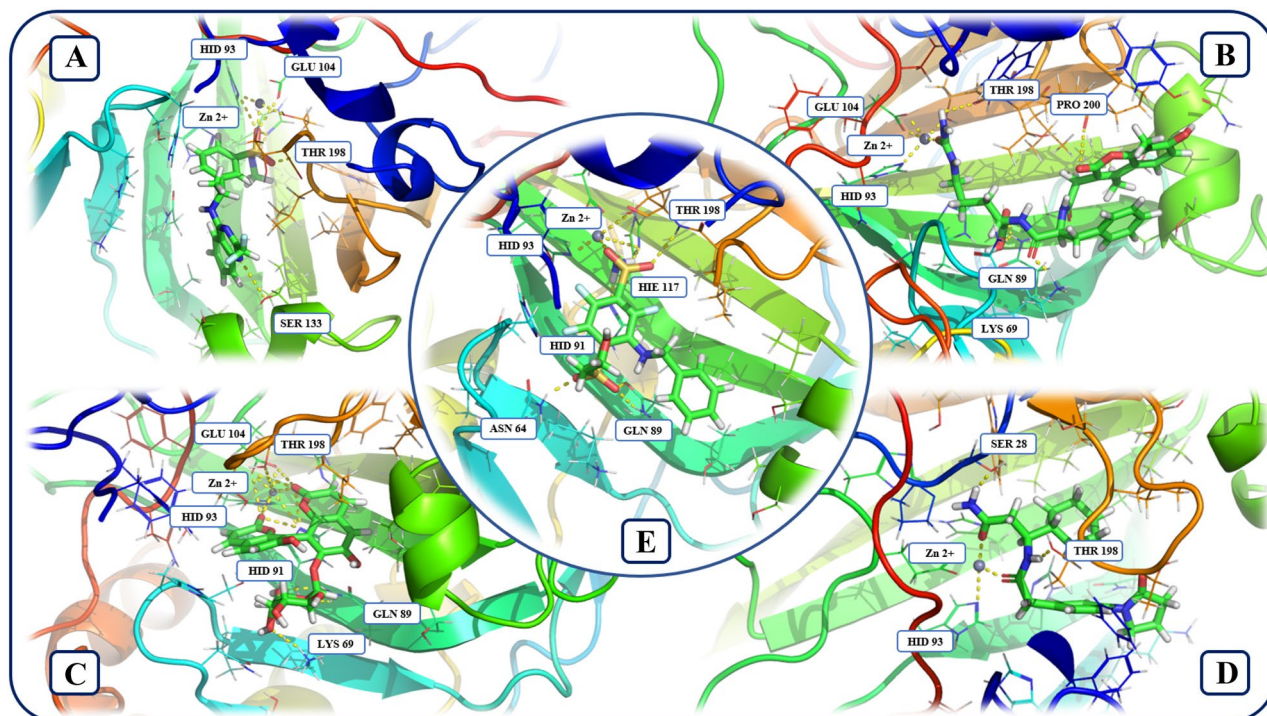 A
HID 93
GLU 104
Zn 2+
THR 198
SER 133
B
THR 198
PRO 200
GLU 104
Zn 2+
HID 93
GLN 89
LYS 69
Zn 2+
THR 198
HID 93
HIE 117
HID 91
ASN 64
GLN 89
E
GLU 104
THR 198
Zn 2+
HID 93
HID 91
GLN 89
LYS 69
C
SER 28
Zn 2+
THR 198
HID 93
D